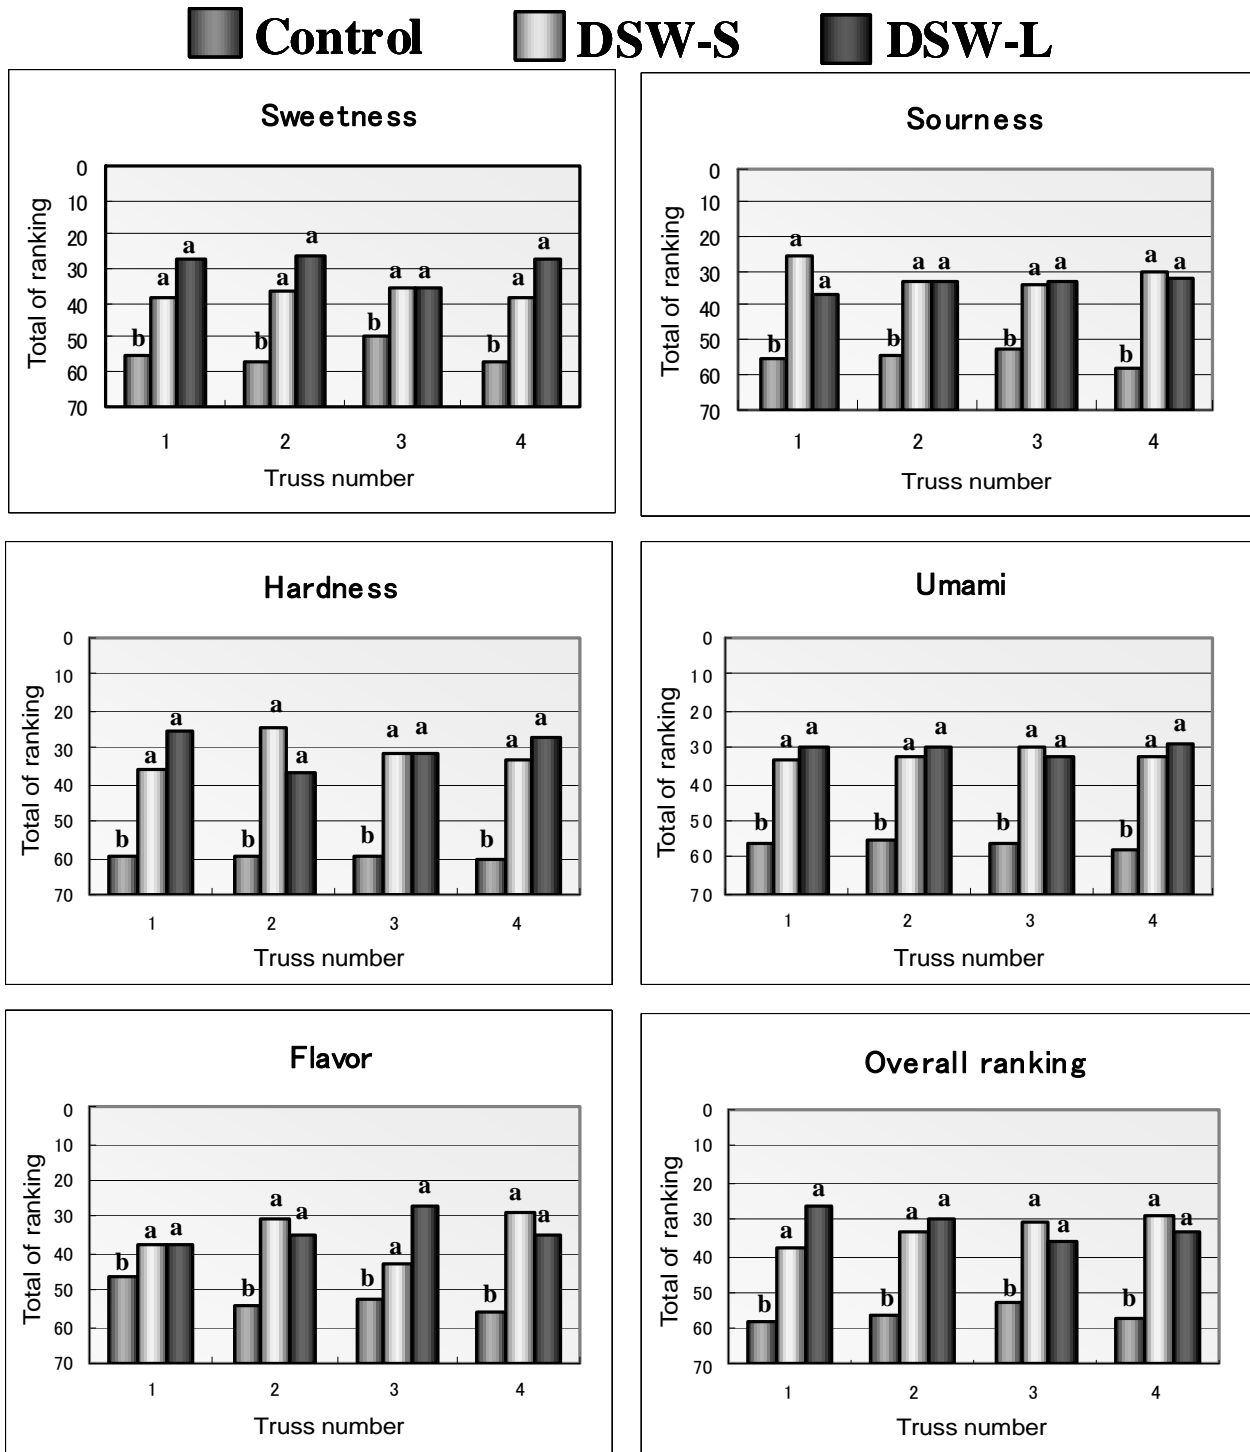 Control DSW-S DSW-L
Sweetness
Total of ranking
0
10
20
30
40
50
60
70
b a a b a a b a a b a a
1 2 3 4
Truss number
Sourness
Total of ranking
0
10
20
30
40
50
60
70
b a a b a a b a a b a a
1 2 3 4
Truss number
Hardness
Total of ranking
0
10
20
30
40
50
60
70
b a a b a a b a a b a a
1 2 3 4
Truss number
Umami
Total of ranking
0
10
20
30
40
50
60
70
b a a b a a b a a b a a
1 2 3 4
Truss number
Flavor
Total of ranking
0
10
20
30
40
50
60
70
b a a b a a b a a b a a
1 2 3 4
Truss number
Overall ranking
Total of ranking
0
10
20
30
40
50
60
70
b a a b a a b a a b a a
1 2 3 4
Truss number